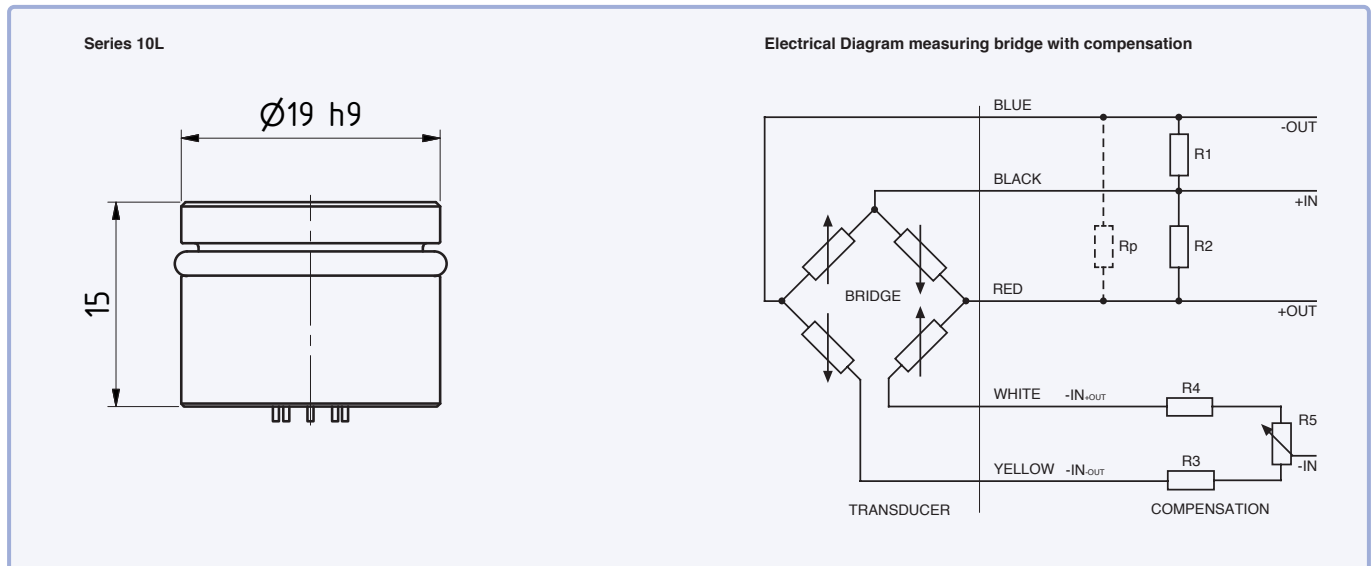 Series 10L
Ø19 h9
15
Electrical Diagram measuring bridge with compensation
BLUE
-OUT
R1
BLACK
+IN
Rp
R2
BRIDGE
RED
+OUT
WHITE -IN+OUT
R4
R5
-IN
YELLOW -IN-OUT
R3
TRANSDUCER
COMPENSATION